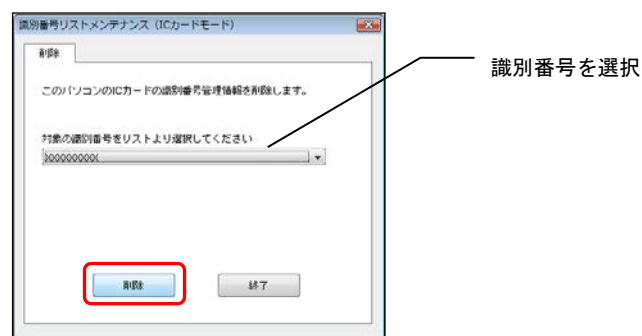 識別番号リストメンテナンス（ICカードモード）
削除
このパソコンのICカードの識別番号管理情報を削除します。
対象の識別番号をリストより選択してください
XXXXXXXXX
削除
終了
識別番号を選択